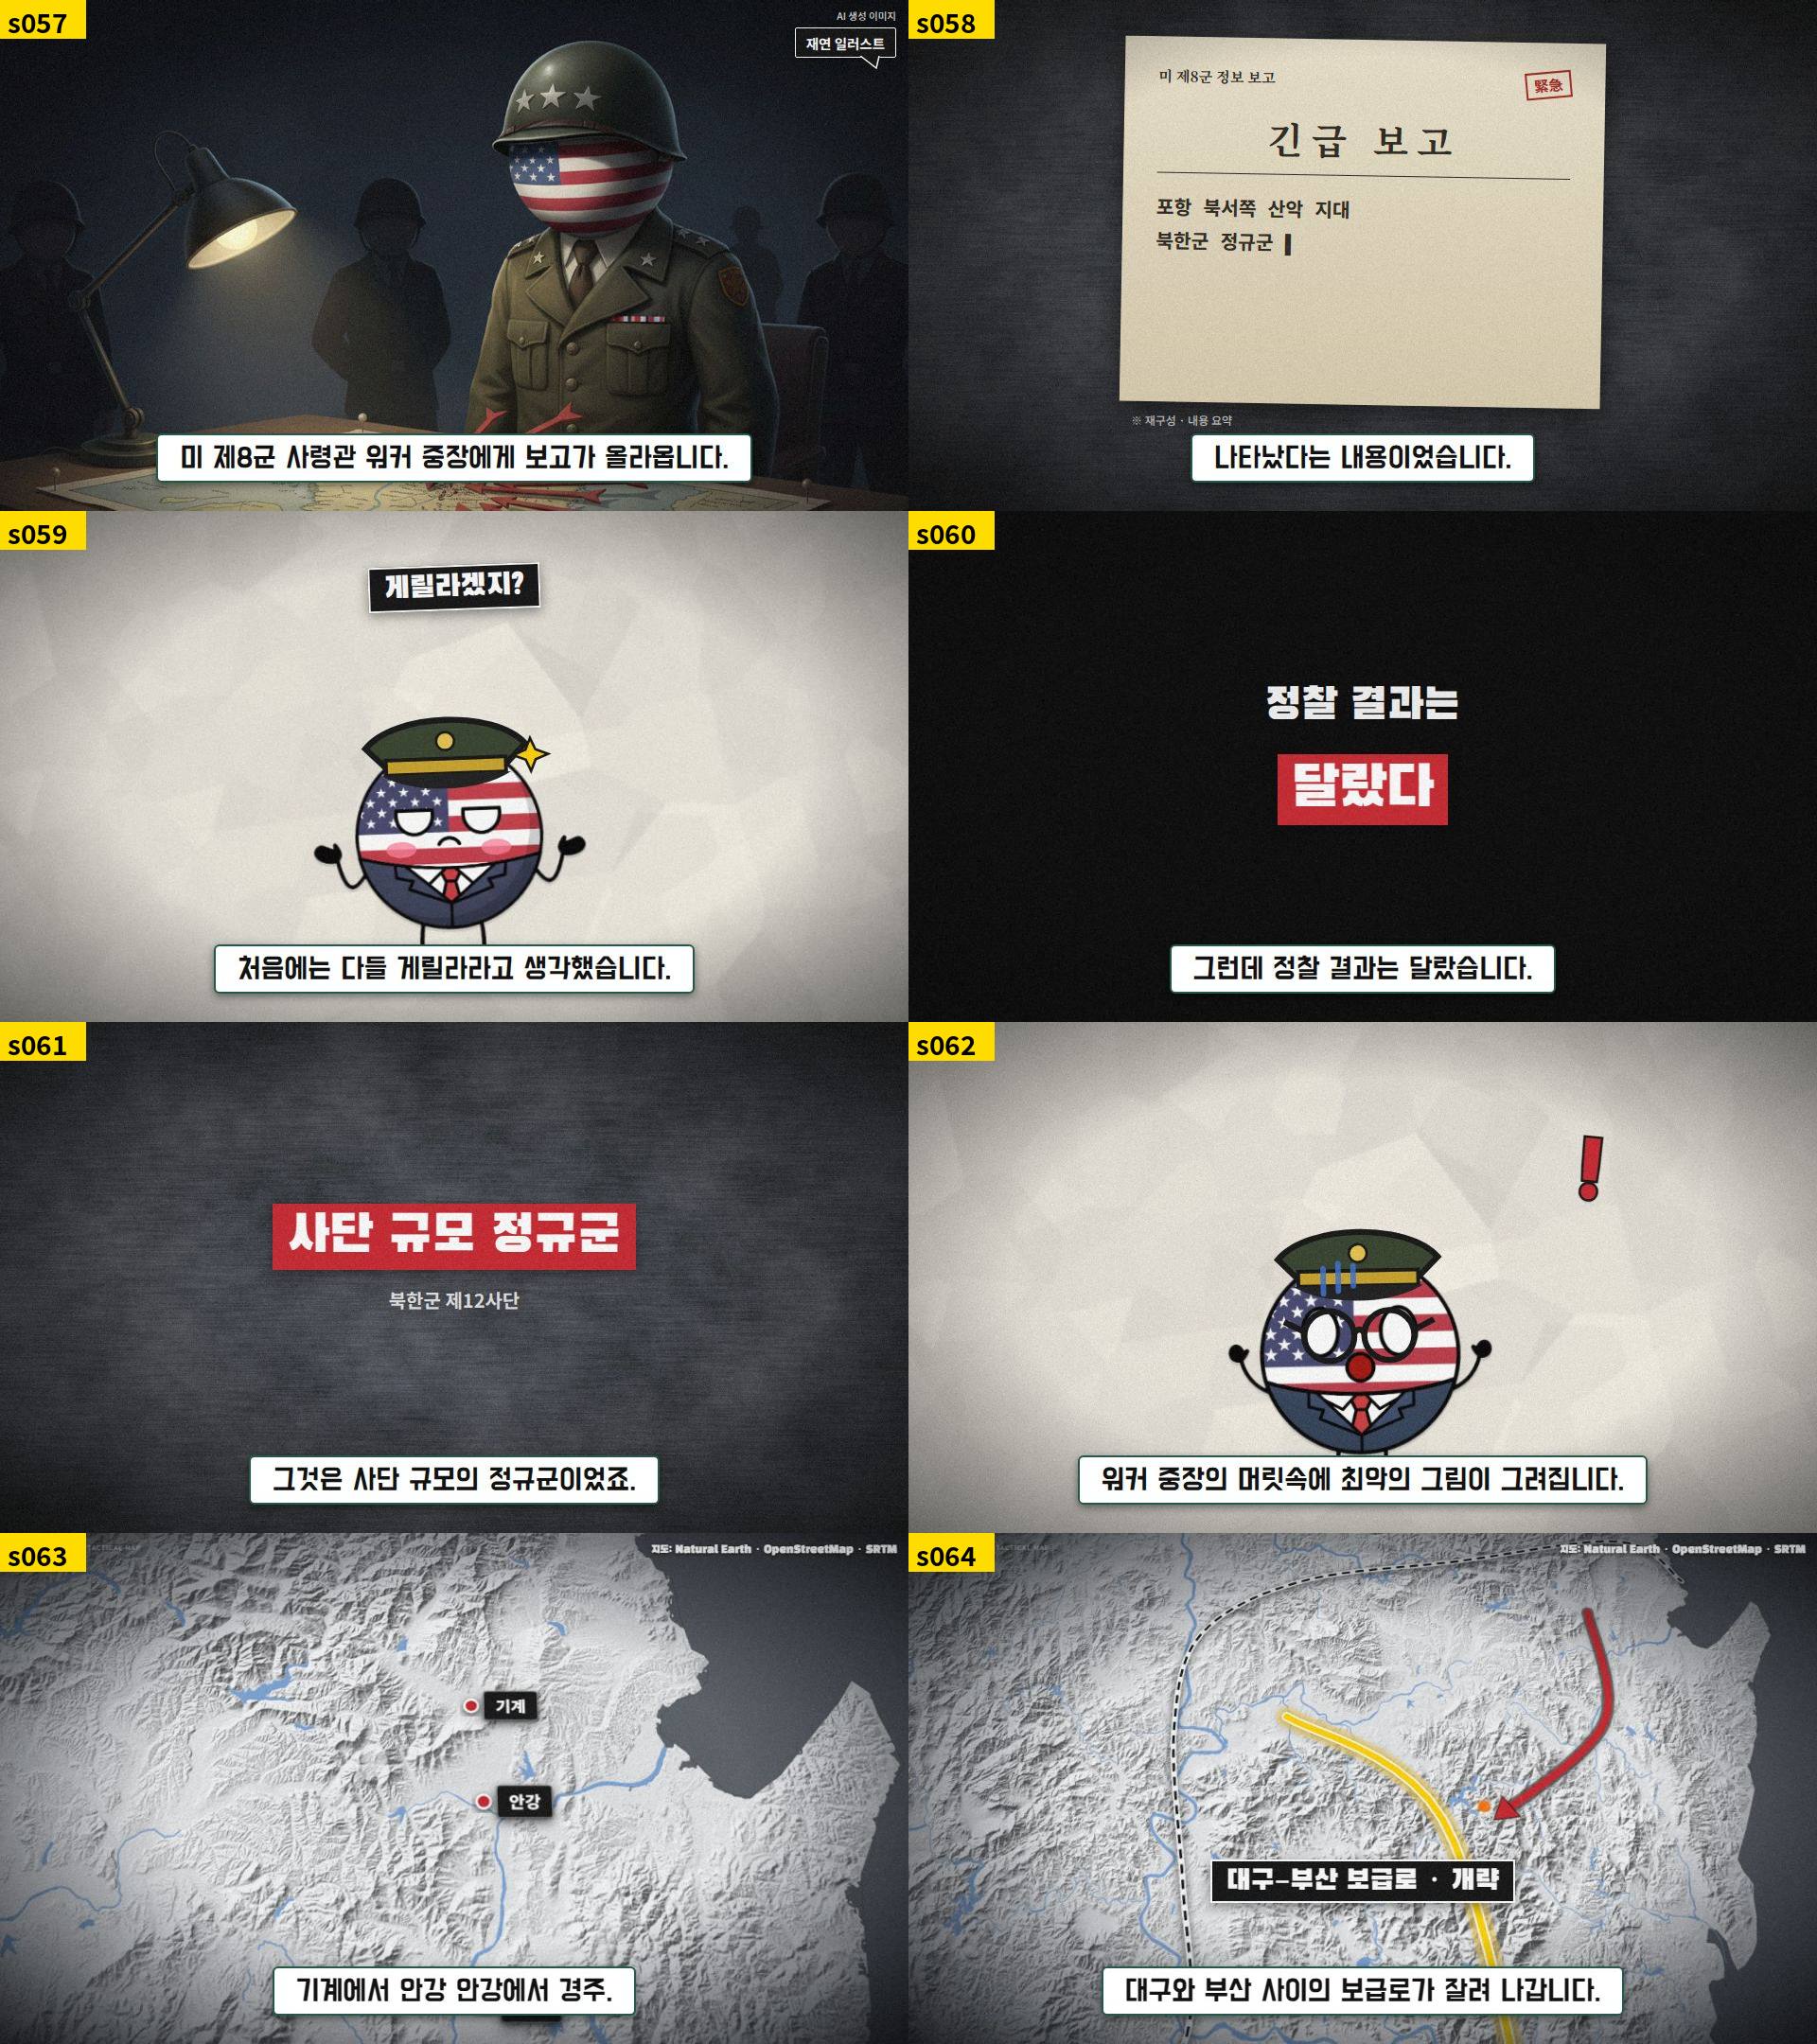 s057
AI 생성 이미지
재연 일러스트
미 제8군 사령관 워커 중장에게 보고가 올라옵니다.
s058
미 제8군 정보 보고
緊急
긴급 보고
포항 북서쪽 산악 지대
북한군 정규군
※ 재구성 · 내용 요약
나타났다는 내용이었습니다.
s059
게릴라겠지?
처음에는 다들 게릴라라고 생각했습니다.
s060
정찰 결과는
달랐다
그런데 정찰 결과는 달랐습니다.
s061
사단 규모 정규군
북한군 제12사단
그것은 사단 규모의 정규군이었죠.
s062
!
워커 중장의 머릿속에 최악의 그림이 그려집니다.
s063
TACTICAL MAP
지도: Natural Earth · OpenStreetMap · SRTM
기계
안강
기계에서 안강 안강에서 경주.
s064
TACTICAL MAP
지도: Natural Earth · OpenStreetMap · SRTM
대구–부산 보급로 · 개략
대구와 부산 사이의 보급로가 잘려 나갑니다.